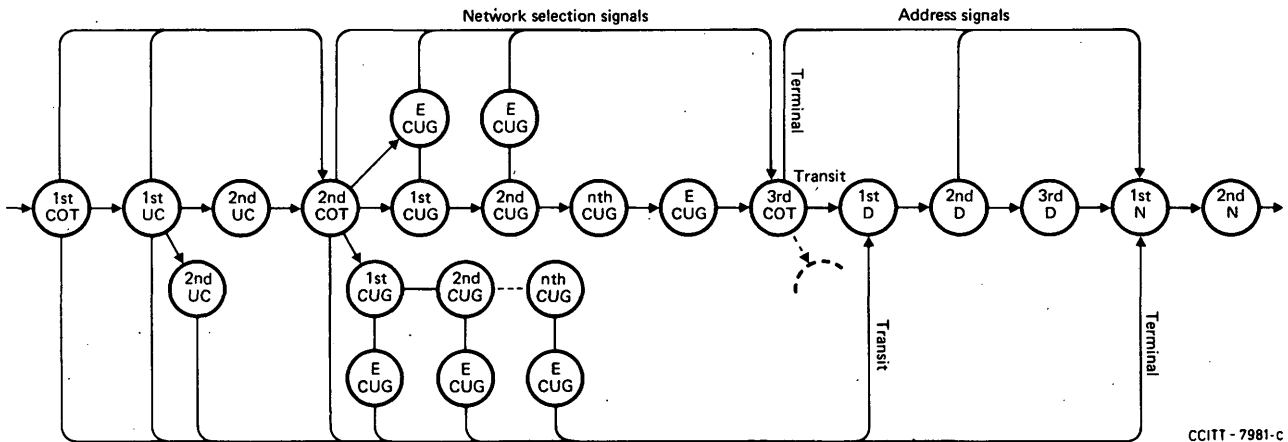 Network selection signals
Address signals
Terminal
E
CUG
E
CUG
Transit
1st
COT
1st
UC
2nd
UC
2nd
COT
1st
CUG
2nd
CUG
nth
CUG
E
CUG
3rd
COT
1st
D
2nd
D
3rd
D
1st
N
2nd
N
2nd
UC
1st
CUG
2nd
CUG
nth
CUG
E
CUG
E
CUG
E
CUG
Transit
Terminal
CCITT - 7981-c